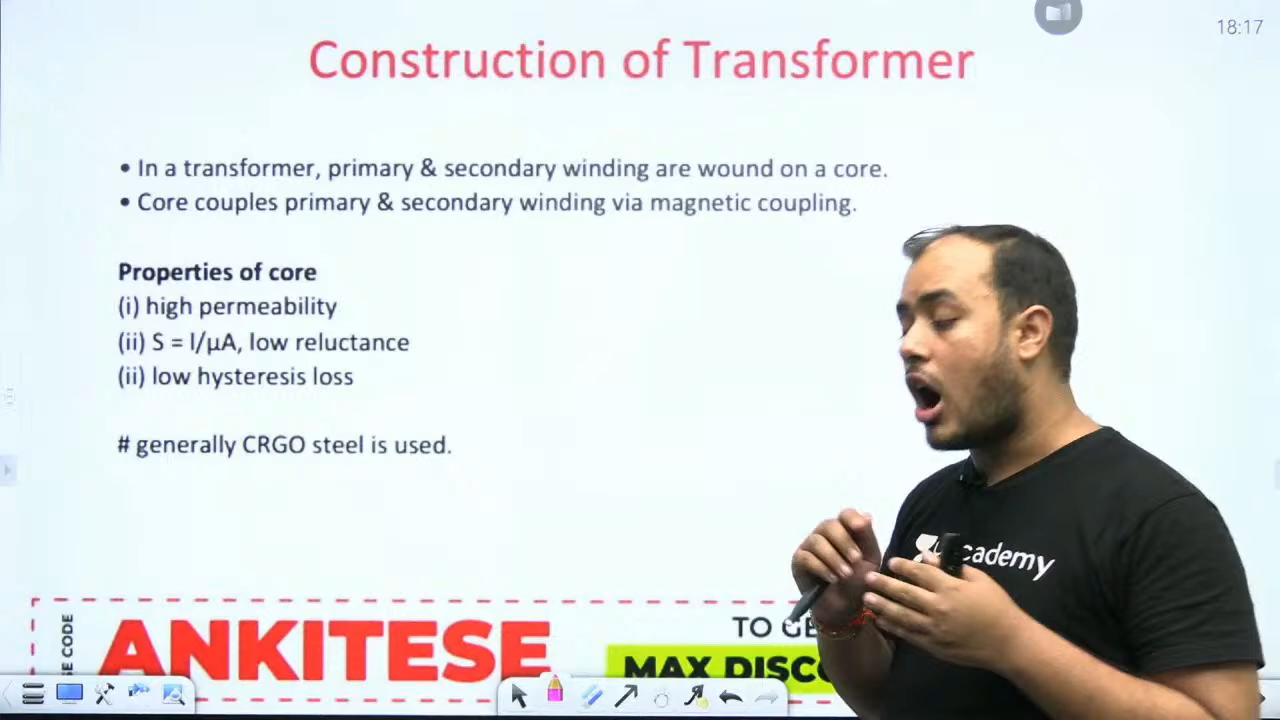 18:17
Construction of Transformer
• In a transformer, primary & secondary winding are wound on a core.
• Core couples primary & secondary winding via magnetic coupling.
Properties of core
(i) high permeability
(ii) S = l/μA, low reluctance
(ii) low hysteresis loss
# generally CRGO steel is used.
cademy
CODE
ANKITESE
TO
MAX